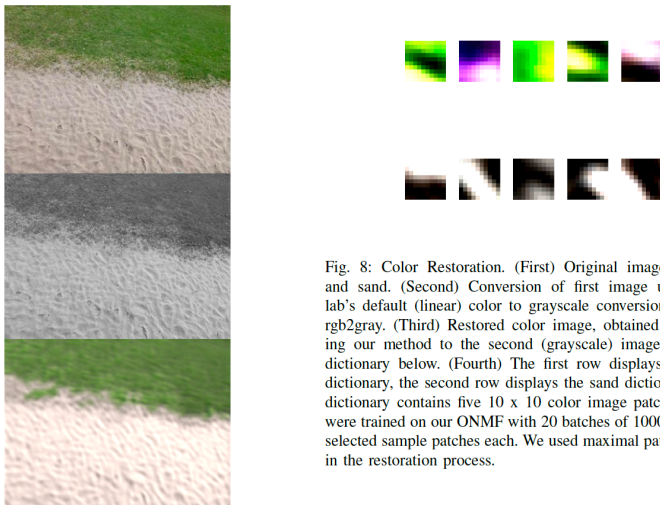 Fig. 8: Color Restoration. (First) Original image
and sand. (Second) Conversion of first image
lab's default (linear) color to grayscale conversion
rgb2gray. (Third) Restored color image, obtained
ing our method to the second (grayscale) image
dictionary below. (Fourth) The first row displays
dictionary, the second row displays the sand dictio
dictionary contains five 10 x 10 color image patc
were trained on our ONMF with 20 batches of 1000
selected sample patches each. We used maximal pa
in the restoration process.